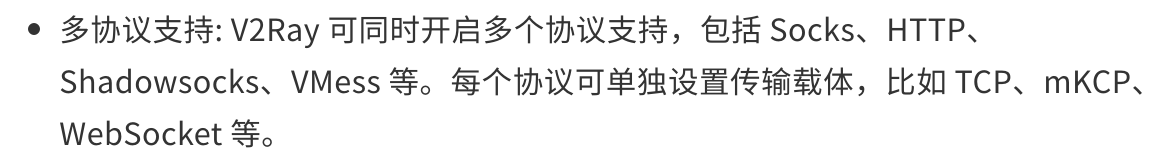 • 多协议支持: V2Ray 可同时开启多个协议支持，包括 Socks、HTTP、
Shadowsocks、VMess 等。每个协议可单独设置传输载体，比如 TCP、mKCP、
WebSocket 等。